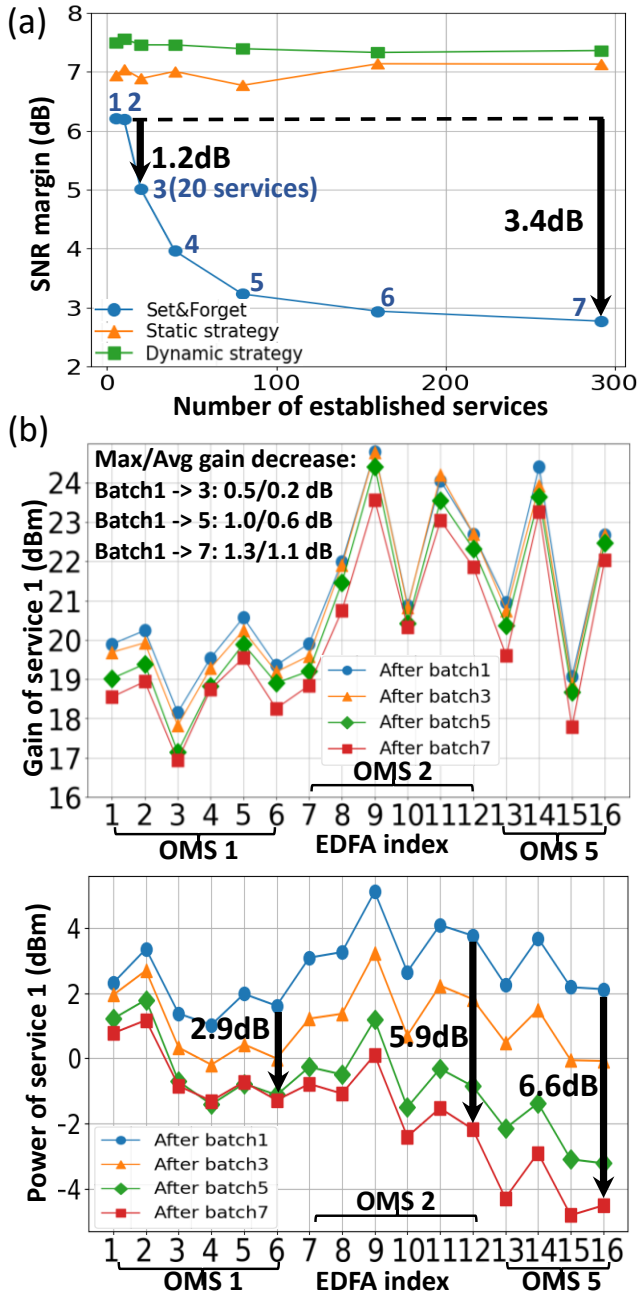 (a)
8
7
6
5
4
3
2
SNR margin (dB)
1 2
1.2dB
3(20 services)
4
5
6
7
3.4dB
Set&Forget
Static strategy
Dynamic strategy
0 100 200 300
Number of established services
(b)
Max/Avg gain decrease:
Batch1 -> 3: 0.5/0.2 dB
Batch1 -> 5: 1.0/0.6 dB
Batch1 -> 7: 1.3/1.1 dB
24
23
22
21
20
19
18
17
16
Gain of service 1 (dBm)
After batch1
After batch3
After batch5
After batch7
OMS 2
1 2 3 4 5 6 7 8 9 10 11 12 13 14 15 16
OMS 1 EDFA index OMS 5
4
2
0
-2
-4
Power of service 1 (dBm)
2.9dB
5.9dB
6.6dB
After batch1
After batch3
After batch5
After batch7
OMS 2
1 2 3 4 5 6 7 8 9 10 11 12 13 14 15 16
OMS 1 EDFA index OMS 5